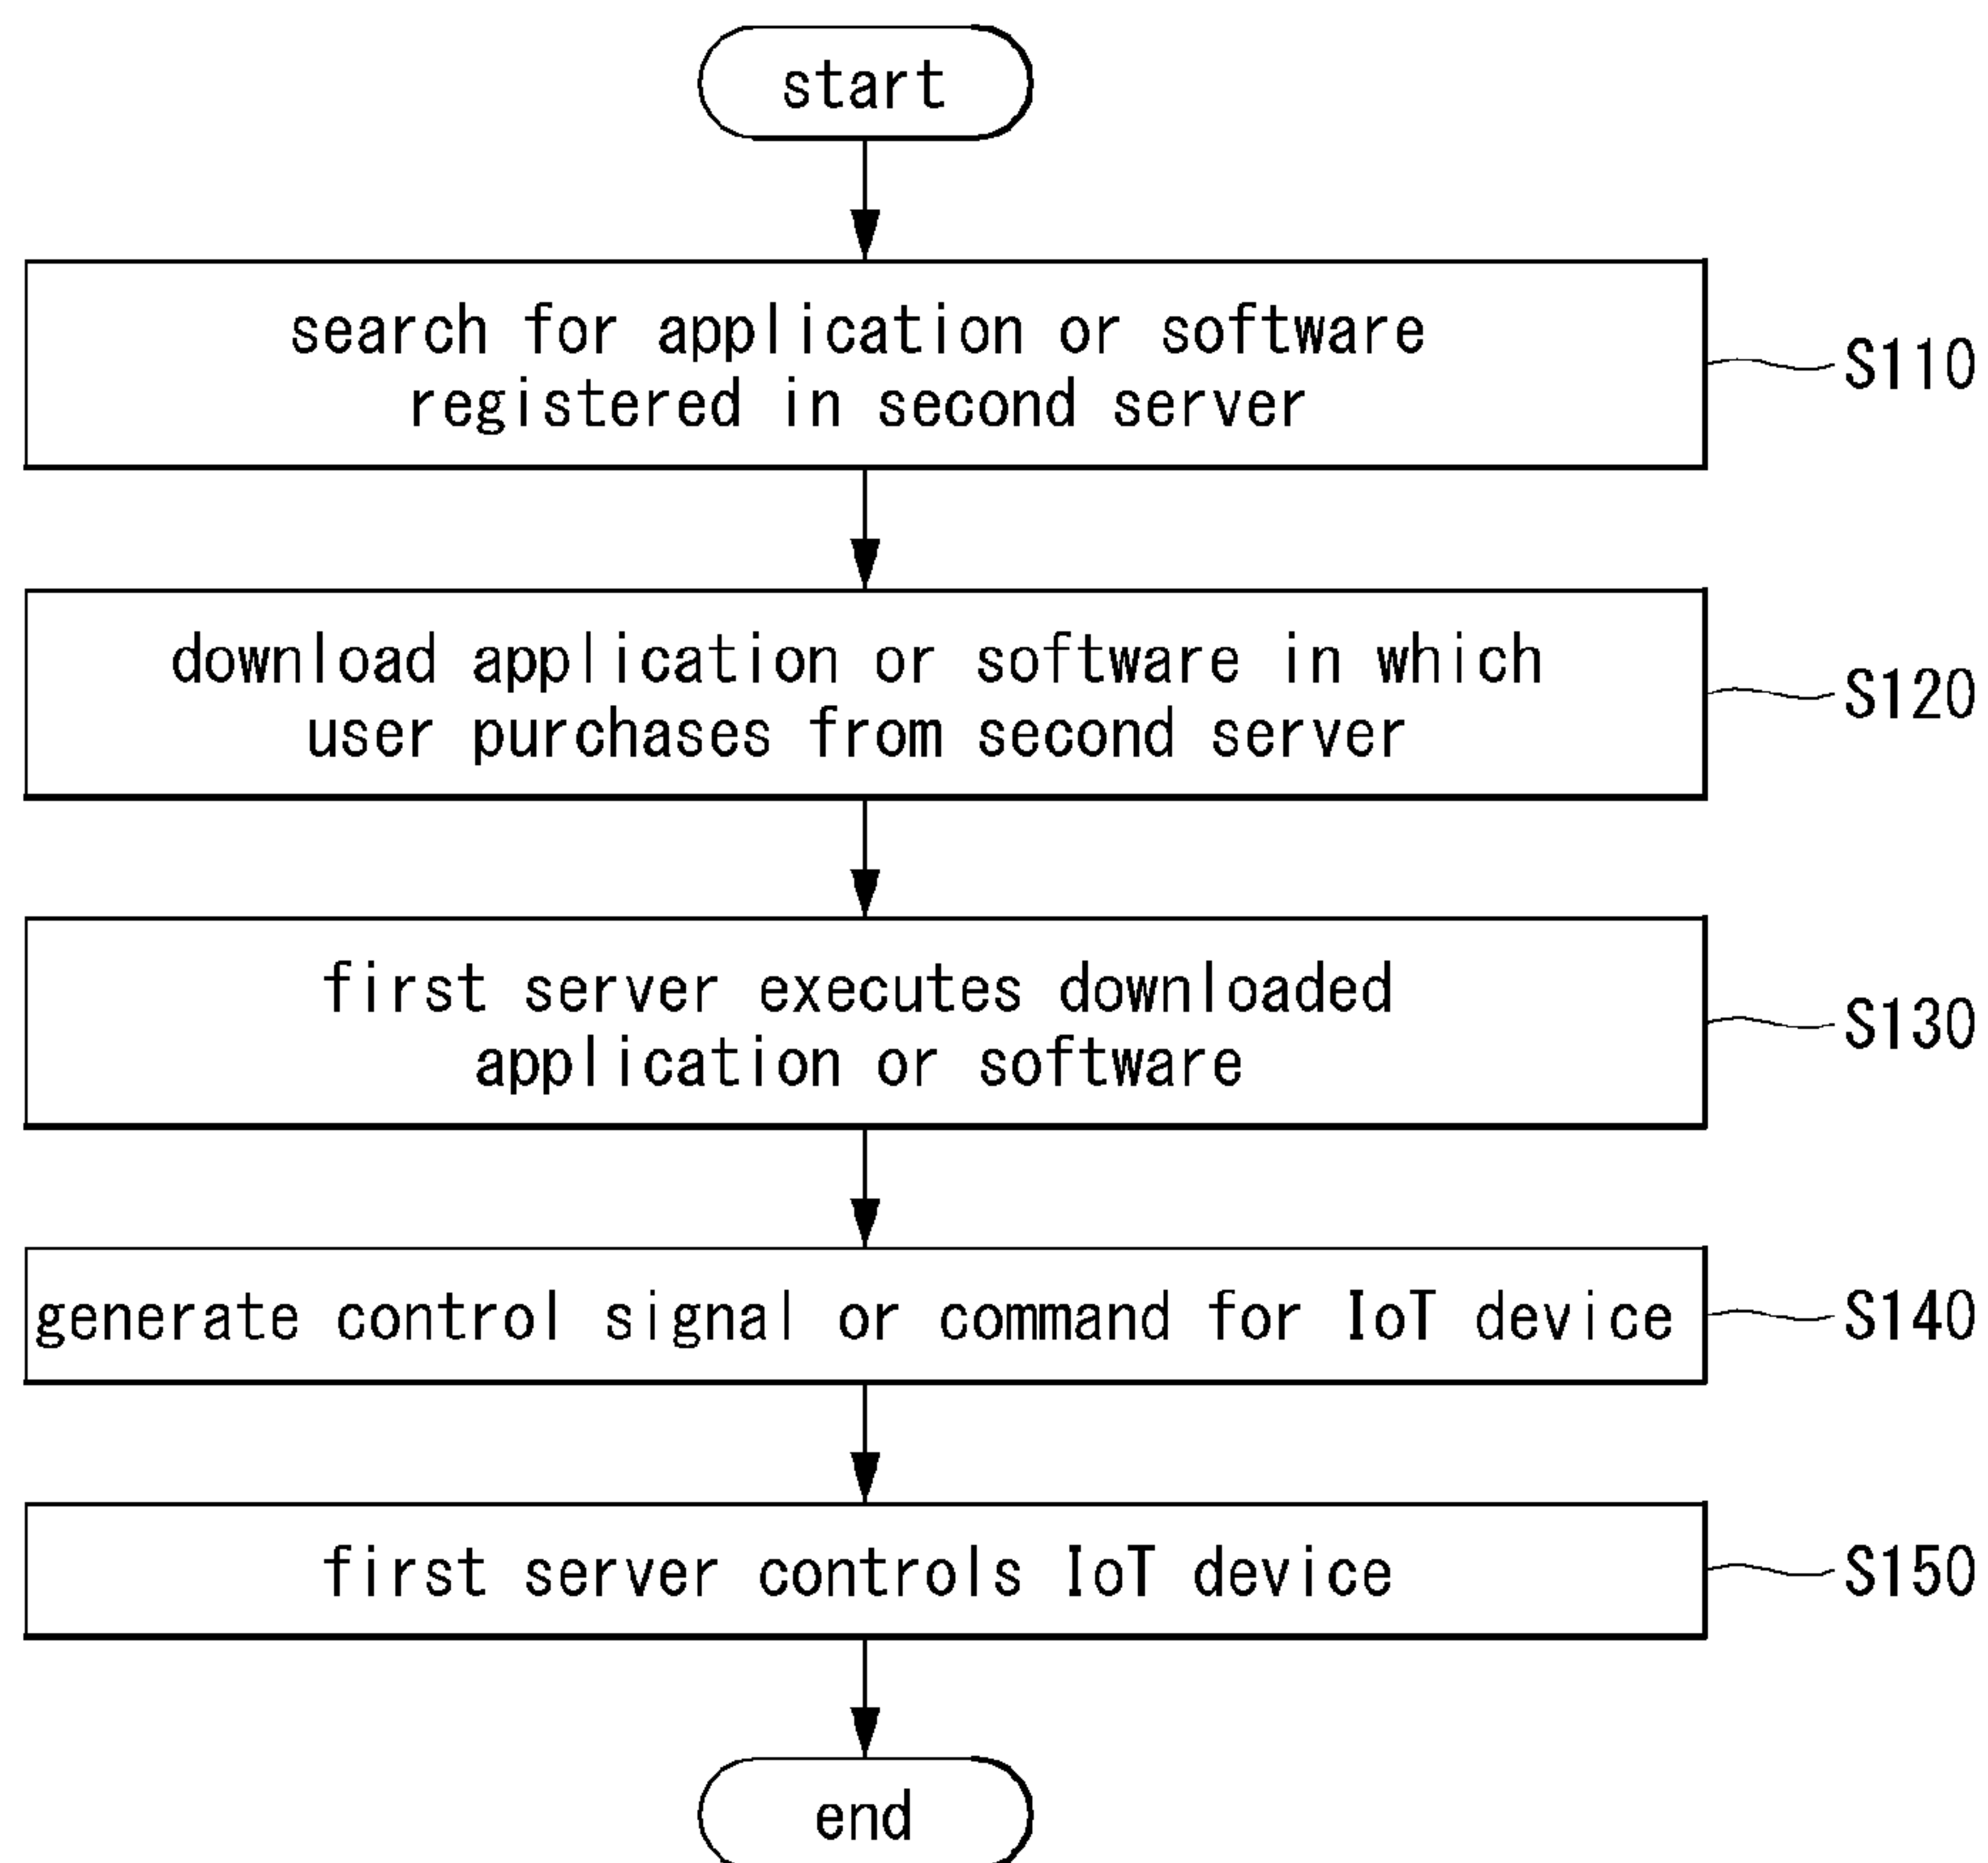 start
search for application or software
registered in second server
S110
download application or software in which
user purchases from second server
S120
first server executes downloaded
application or software
S130
generate control signal or command for IoT device
S140
first server controls IoT device
S150
end